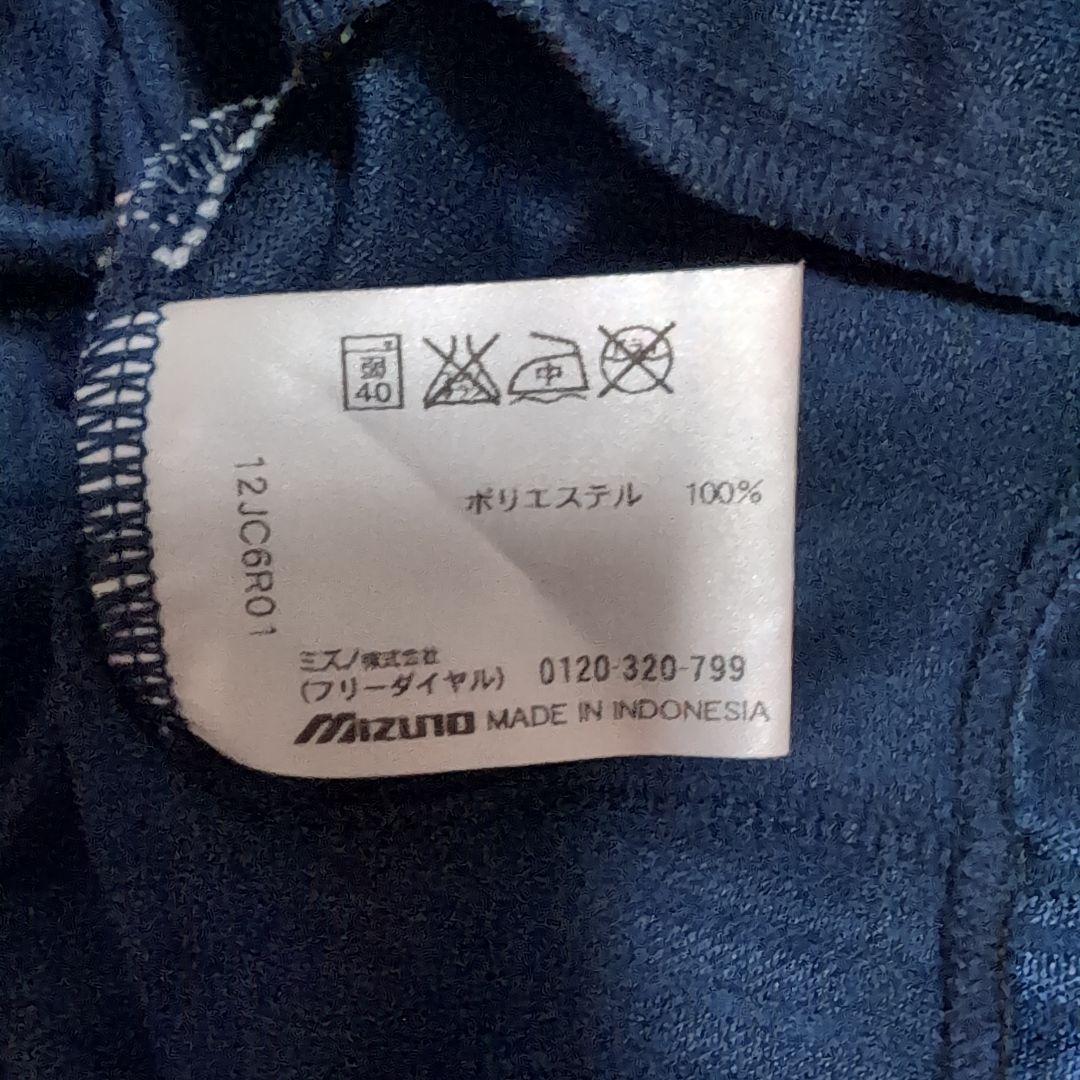 弱
40
中
ポリエステル 100%
12JC6R01
ミズノ株式会社
(フリーダイヤル) 0120-320-799
MIZUNO MADE IN INDONESIA